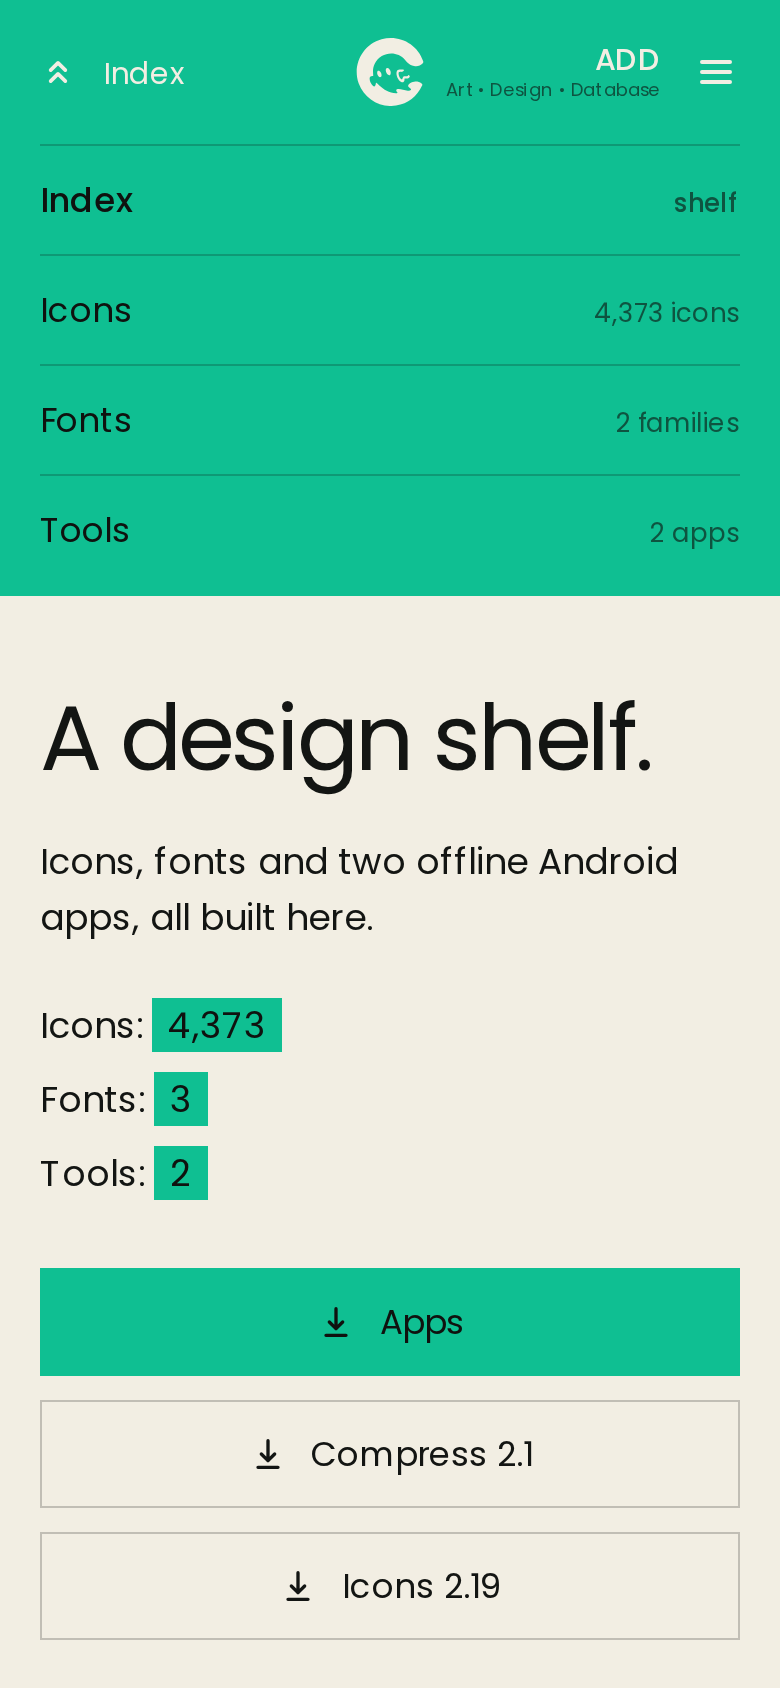 Index
ADD
Art • Design • Database
Index shelf
Icons 4,373 icons
Fonts 2 families
Tools 2 apps
A design shelf.
Icons, fonts and two offline Android
apps, all built here.
Icons: 4,373
Fonts: 3
Tools: 2
Apps
Compress 2.1
Icons 2.19